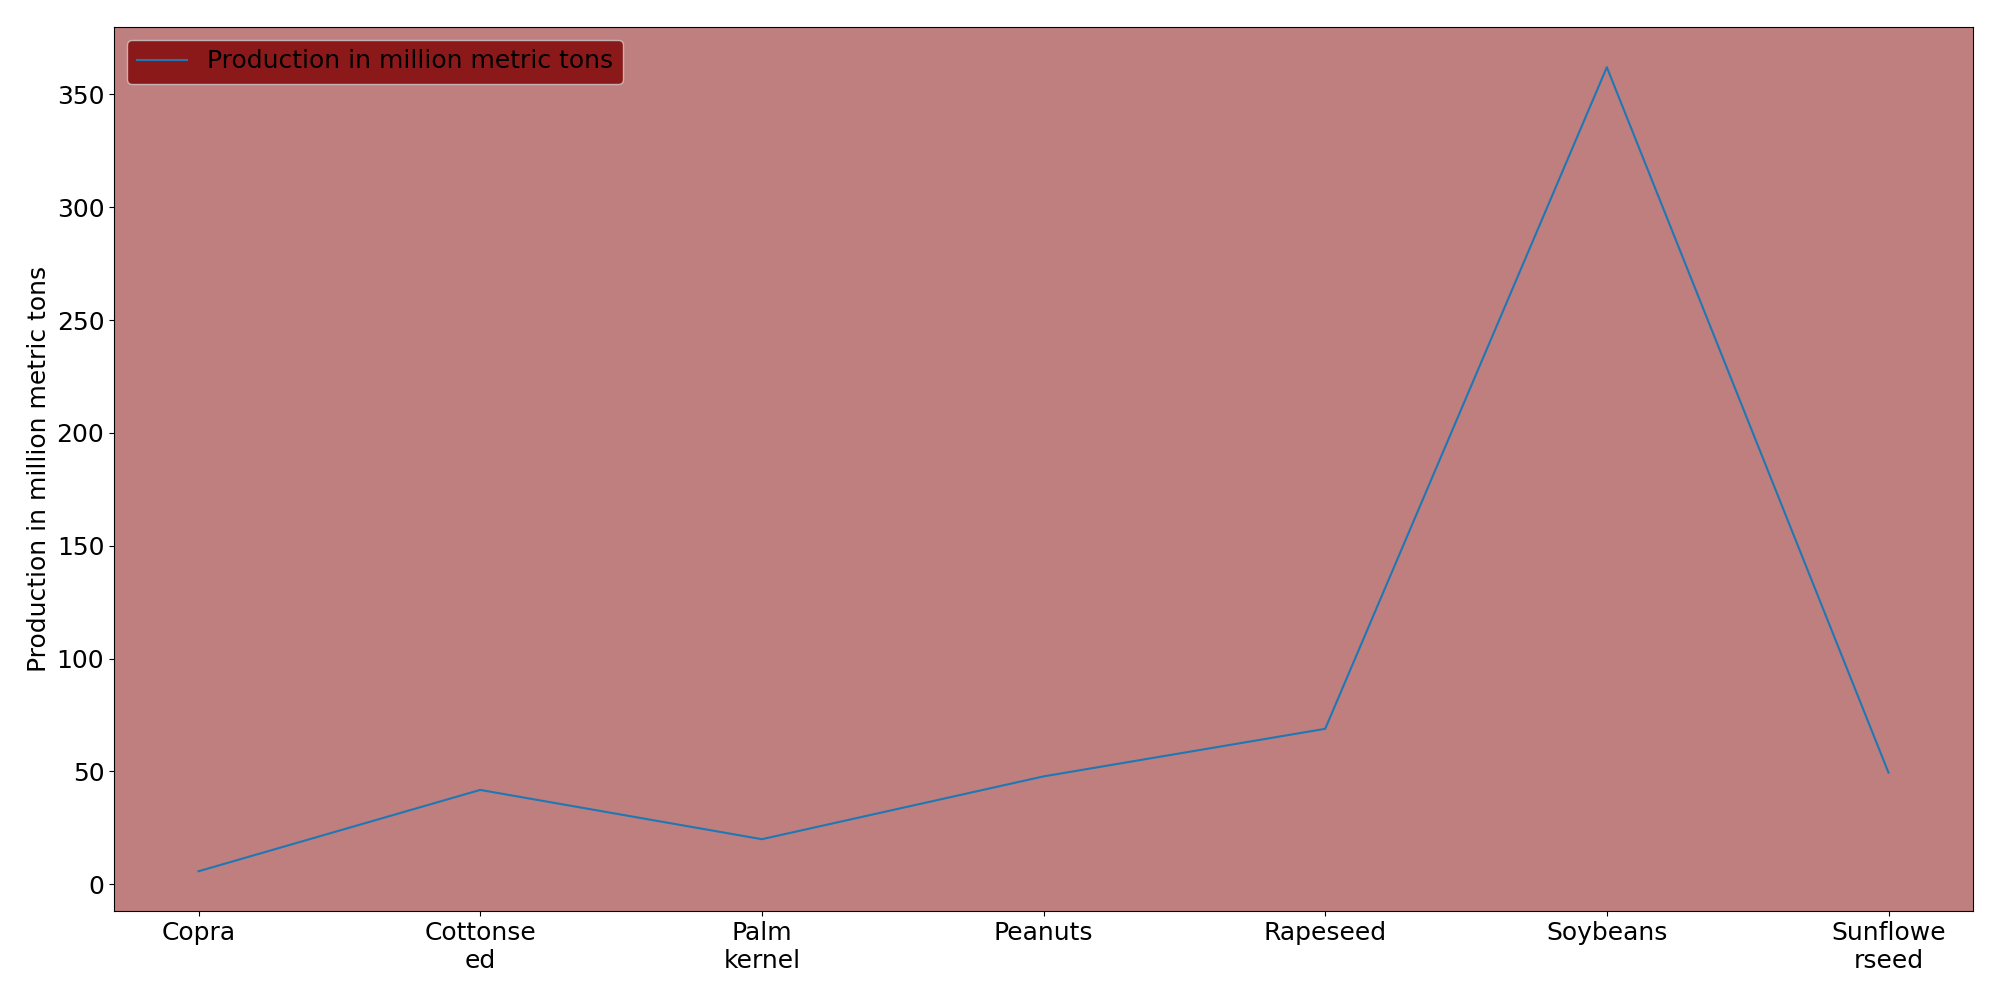 Production in million metric tons
Production in million metric tons
350
300
250
200
150
100
50
0
Copra
Cottonse
ed
Palm
kernel
Peanuts
Rapeseed
Soybeans
Sunflowe
rseed